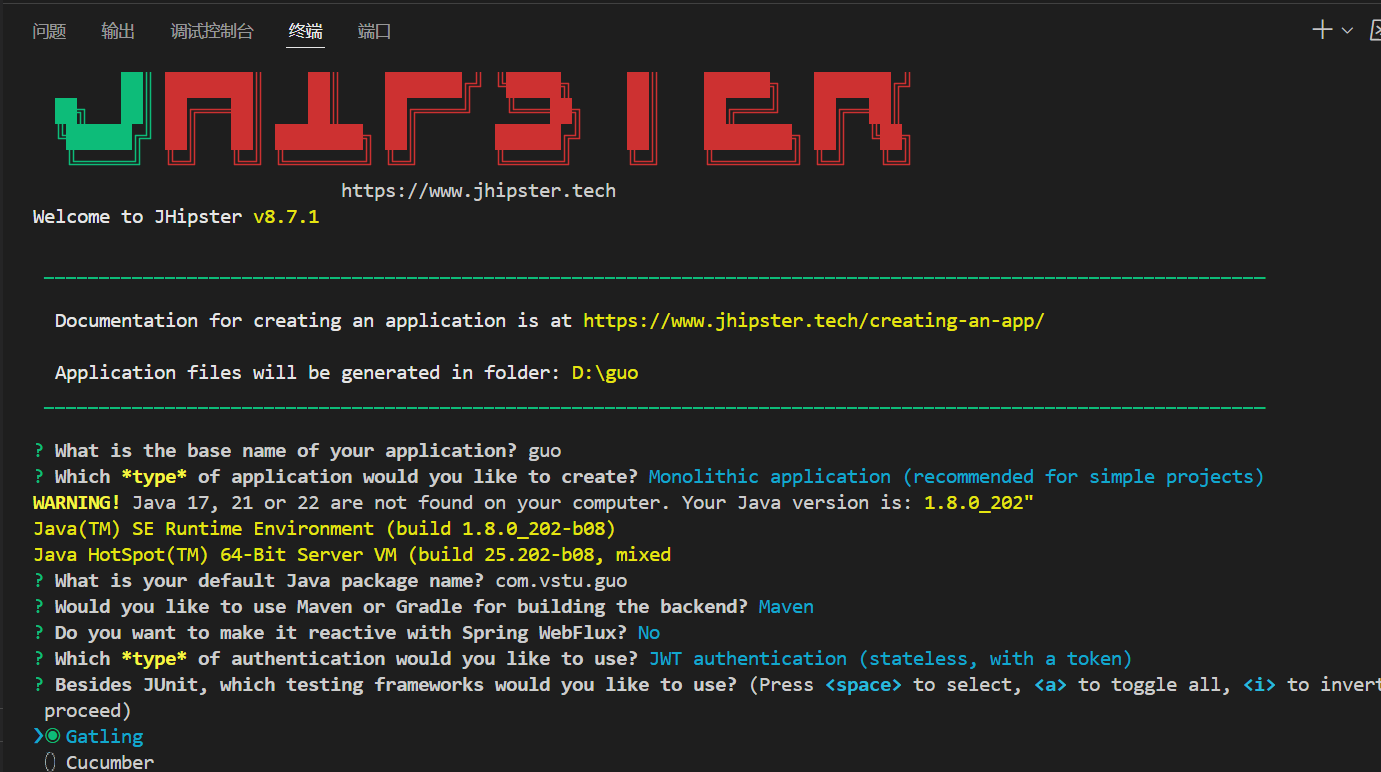 问题 输出 调试控制台 终端 端口
JHIPSTER
https://www.jhipster.tech
Welcome to JHipster v8.7.1
Documentation for creating an application is at https://www.jhipster.tech/creating-an-app/
Application files will be generated in folder: D:\guo
? What is the base name of your application? guo
? Which *type* of application would you like to create? Monolithic application (recommended for simple projects)
WARNING! Java 17, 21 or 22 are not found on your computer. Your Java version is: 1.8.0_202"
Java(TM) SE Runtime Environment (build 1.8.0_202-b08)
Java HotSpot(TM) 64-Bit Server VM (build 25.202-b08, mixed
? What is your default Java package name? com.vstu.guo
? Would you like to use Maven or Gradle for building the backend? Maven
? Do you want to make it reactive with Spring WebFlux? No
? Which *type* of authentication would you like to use? JWT authentication (stateless, with a token)
? Besides JUnit, which testing frameworks would you like to use? (Press <space> to select, <a> to toggle all, <i> to invert
proceed)
❯◉ Gatling
◯ Cucumber